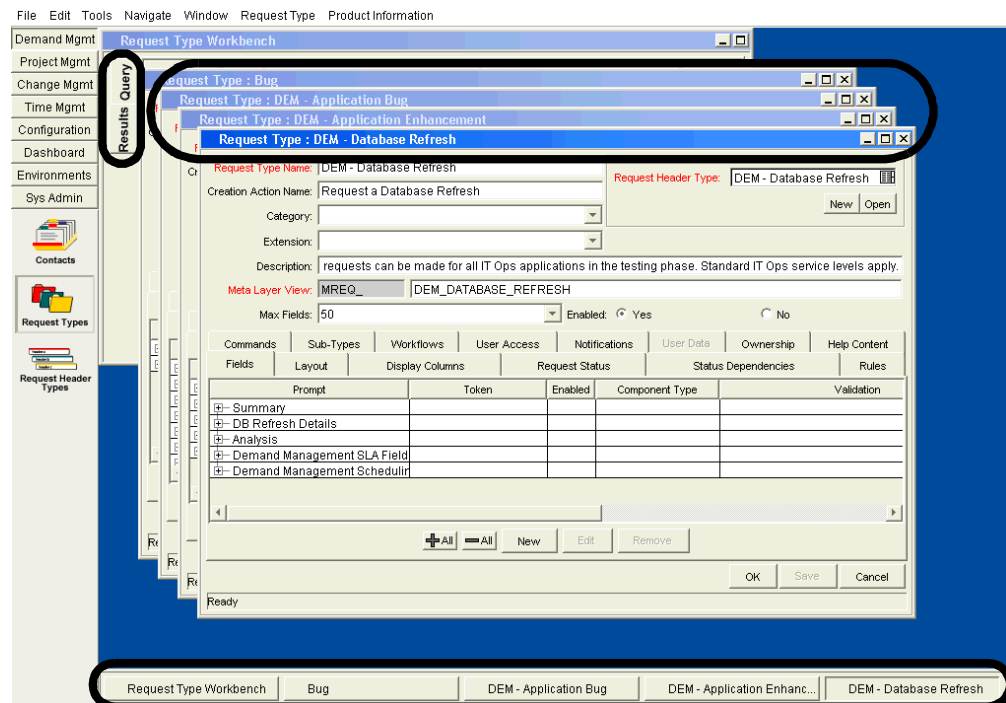 File Edit Tools Navigate Window Request Type Product Information
Demand Mgmt
Project Mgmt
Change Mgmt
Time Mgmt
Configuration
Dashboard
Environments
Sys Admin
Contacts
Request Types
Request Header
Types
Request Type Workbench
Query
Results
Request Type : Bug
Request Type : DEM - Application Bug
Request Type : DEM - Application Enhancement
Request Type : DEM - Database Refresh
Request Type Name: DEM - Database Refresh
Request Header Type: DEM - Database Refresh
Creation Action Name: Request a Database Refresh
New Open
Category:
Extension:
Description: requests can be made for all IT Ops applications in the testing phase. Standard IT Ops service levels apply.
Meta Layer View: MREQ_ DEM_DATABASE_REFRESH
Max Fields: 50 Enabled: Yes No
Commands Sub-Types Workflows User Access Notifications User Data Ownership Help Content
Fields Layout Display Columns Request Status Status Dependencies Rules
Prompt Token Enabled Component Type Validation
Summary
DB Refresh Details
Analysis
Demand Management SLA Field
Demand Management Schedulin
All All New Edit Remove
OK Save Cancel
Ready
Request Type Workbench Bug DEM - Application Bug DEM - Application Enhanc... DEM - Database Refresh